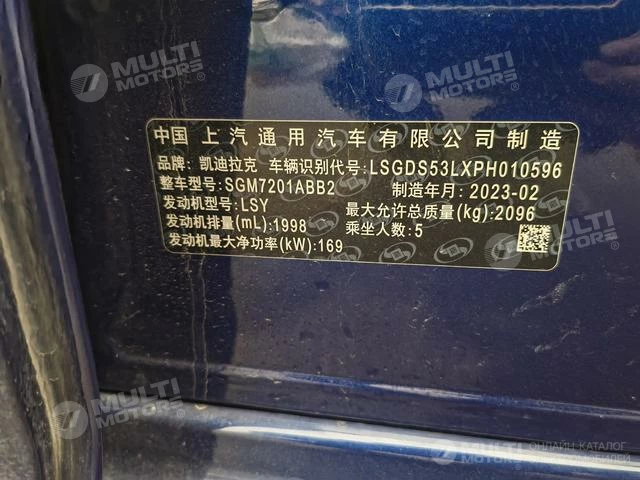 MULTI MOTORS
MULTI MOTORS
中国 上汽通用汽车有限公司制造
品牌: 凯迪拉克 车辆识别代号: LSGDS53LXPH010596
整车型号: SGM7201ABB2 制造年月: 2023-02
发动机型号: LSY 最大允许总质量(kg): 2096
发动机排量(mL): 1998 乘坐人数: 5
发动机最大净功率(kW): 169
MULTI MOTORS
MULTI MOTORS
ОНЛАЙН КАТАЛОГ